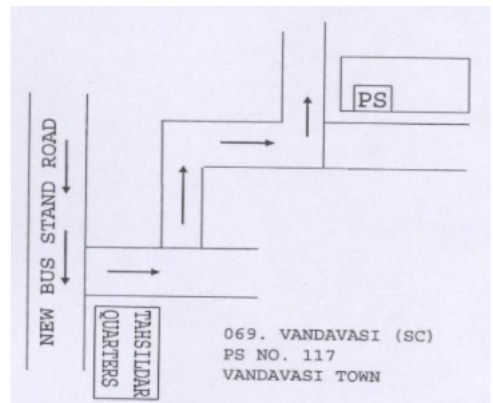 PS
NEW BUS STAND ROAD
TAHSILDAR
QUARTERS
069. VANDAVASI (SC)
PS NO. 117
VANDAVASI TOWN